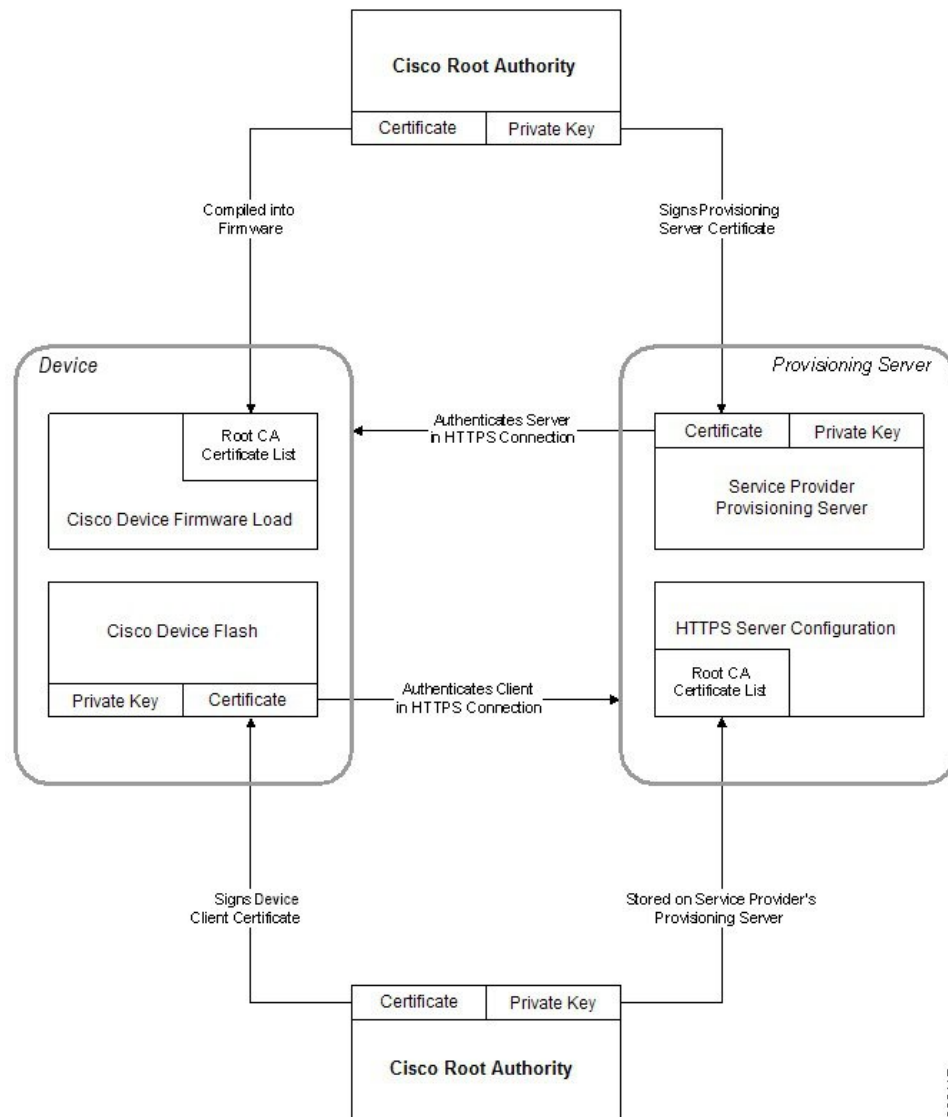 Cisco Root Authority
Certificate
Private Key
Compiled into
Firmware
Signs Provisioning
Server Certificate
Device
Provisioning Server
Root CA
Certificate List
Cisco Device Firmware Load
Authenticates Server
in HTTPS Connection
Certificate
Private Key
Service Provider
Provisioning Server
Cisco Device Flash
Private Key
Certificate
Authenticates Client
in HTTPS Connection
HTTPS Server Configuration
Root CA
Certificate List
Signs Device
Client Certificate
Stored on Service Provider's
Provisioning Server
Certificate
Private Key
Cisco Root Authority